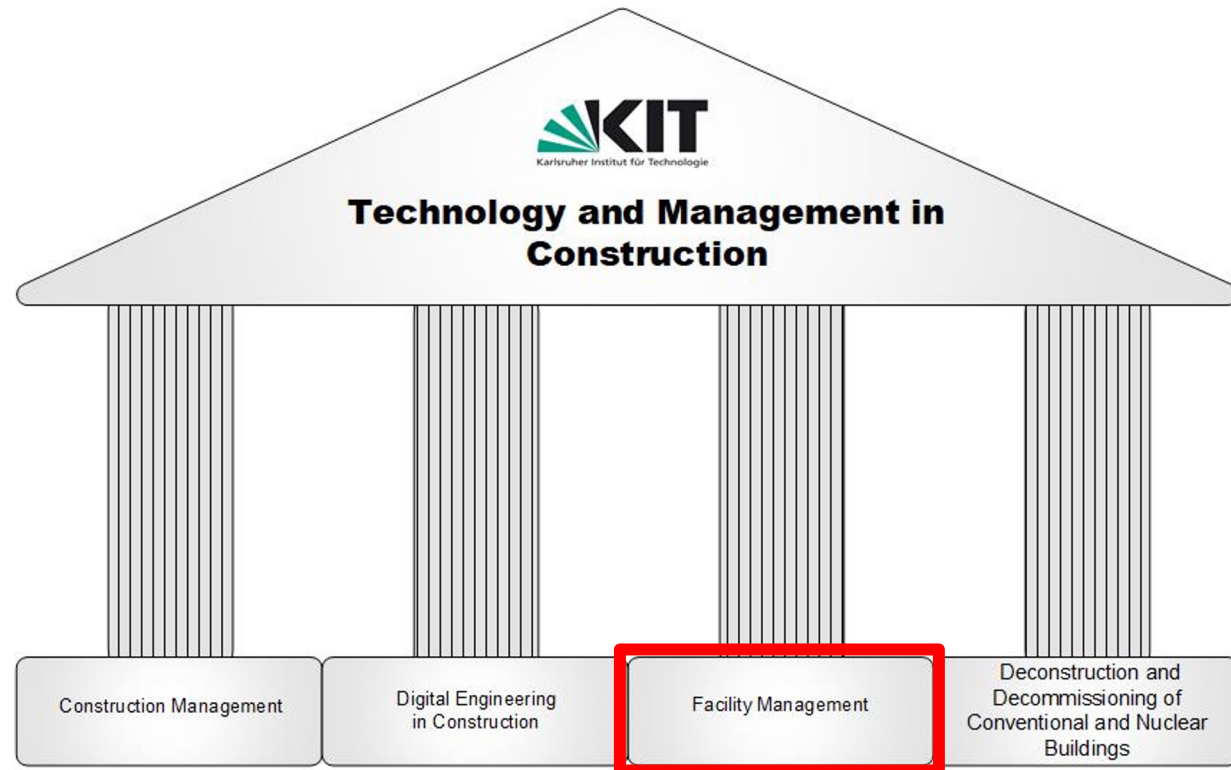 KIT
Karlsruher Institut für Technologie
Technology and Management in
Construction
Construction Management
Digital Engineering
in Construction
Facility Management
Deconstruction and
Decommissioning of
Conventional and Nuclear
Buildings